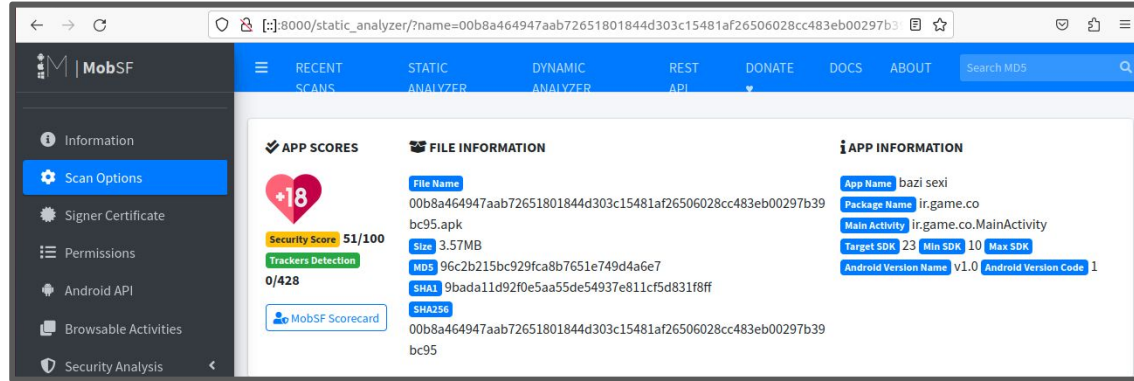 [::]:8000/static_analyzer/?name=00b8a464947aab72651801844d303c15481af26506028cc483eb00297b3
MobSF
RECENT SCANS
STATIC ANALYZER
DYNAMIC ANALYZER
REST API
DONATE ♥
DOCS
ABOUT
Search MD5
Information
Scan Options
Signer Certificate
Permissions
Android API
Browsable Activities
Security Analysis
APP SCORES
+18
Security Score 51/100
Trackers Detection
0/428
MobSF Scorecard
FILE INFORMATION
File Name
00b8a464947aab72651801844d303c15481af26506028cc483eb00297b39
bc95.apk
Size 3.57MB
MD5 96c2b215bc929fca8b7651e749d4a6e7
SHA1 9bada11d92f0e5aa55de54937e811cf5d831f8ff
SHA256
00b8a464947aab72651801844d303c15481af26506028cc483eb00297b39
bc95
APP INFORMATION
App Name bazi sexi
Package Name ir.game.co
Main Activity ir.game.co.MainActivity
Target SDK 23 Min SDK 10 Max SDK
Android Version Name v1.0 Android Version Code 1